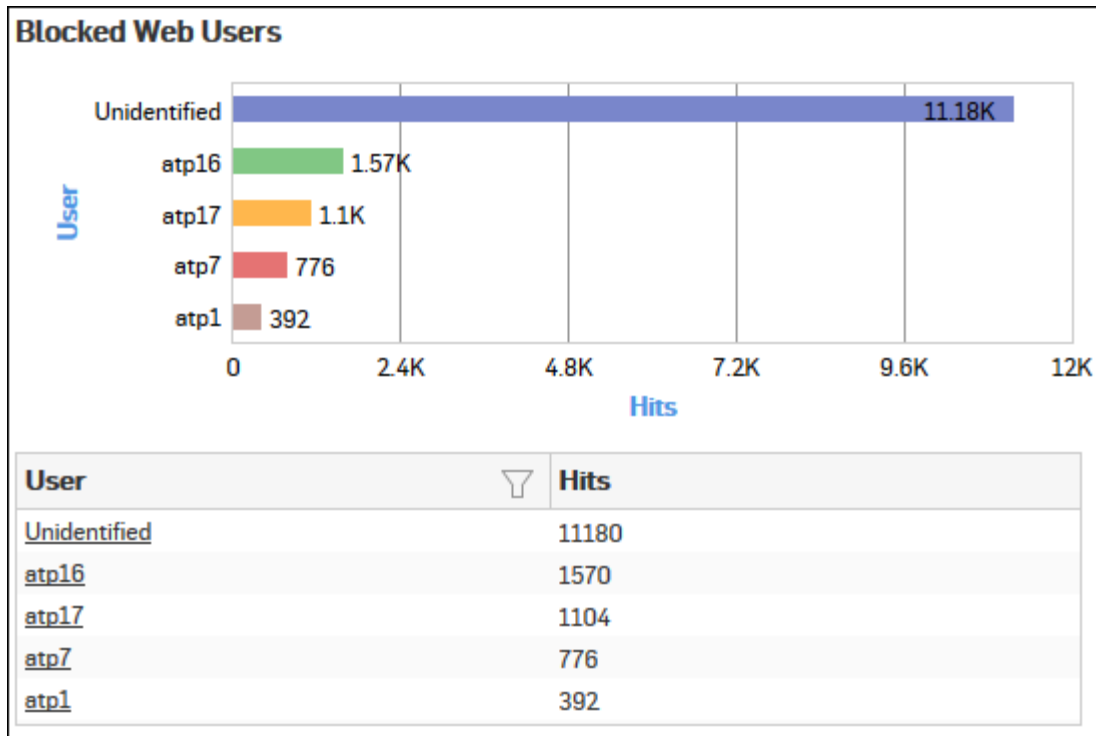 Blocked Web Users
Unidentified 11.18K
atp16 1.57K
User
atp17 1.1K
atp7 776
atp1 392
0 2.4K 4.8K 7.2K 9.6K 12K
Hits
User Hits
Unidentified 11180
atp16 1570
atp17 1104
atp7 776
atp1 392